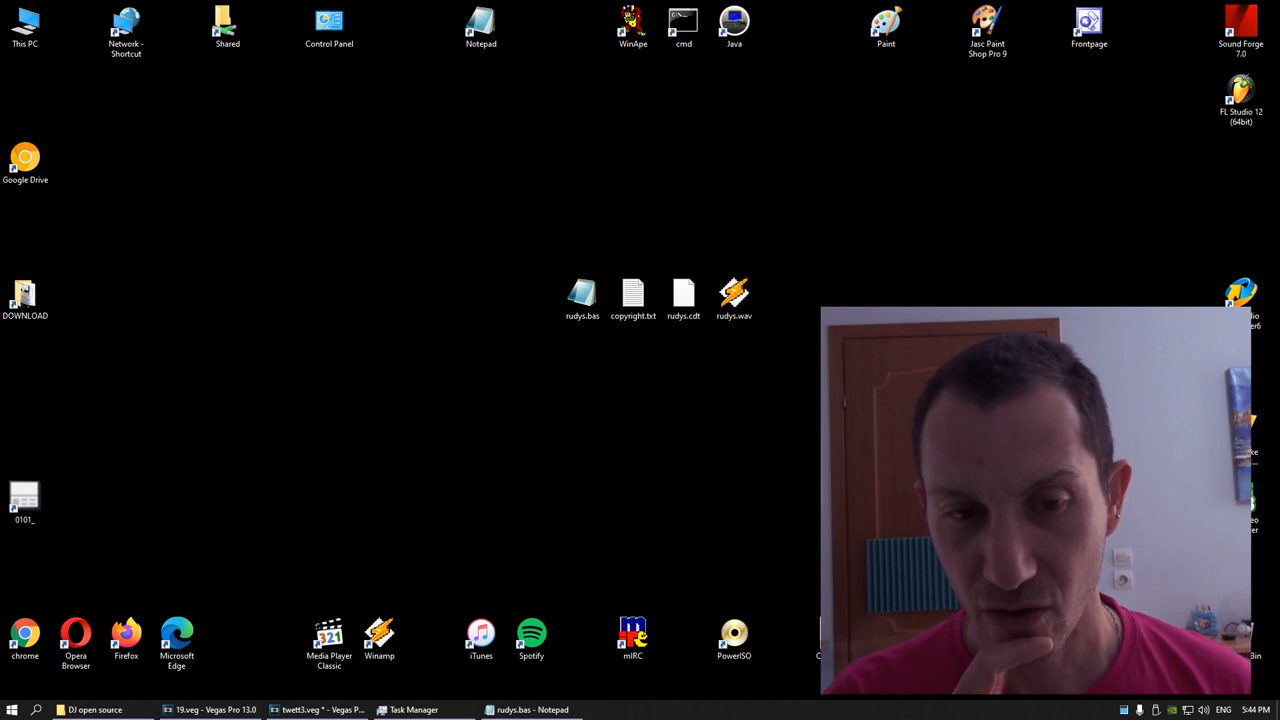 This PC
Network -
Shortcut
Shared
Control Panel
Notepad
WinApe
cmd
Java
Paint
Jasc Paint
Shop Pro 9
Frontpage
Sound Forge
7.0
FL Studio 12
(64bit)
Google Drive
DOWNLOAD
rudys.bas
copyright.txt
rudys.cdt
rudys.wav
0101_
chrome
Opera
Browser
Firefox
Microsoft
Edge
321
Media Player
Classic
Winamp
iTunes
Spotify
mIRC
PowerISO
DJ open source
19.veg - Vegas Pro 13.0
twett3.veg * - Vegas P...
Task Manager
rudys.bas - Notepad
ENG
5:44 PM